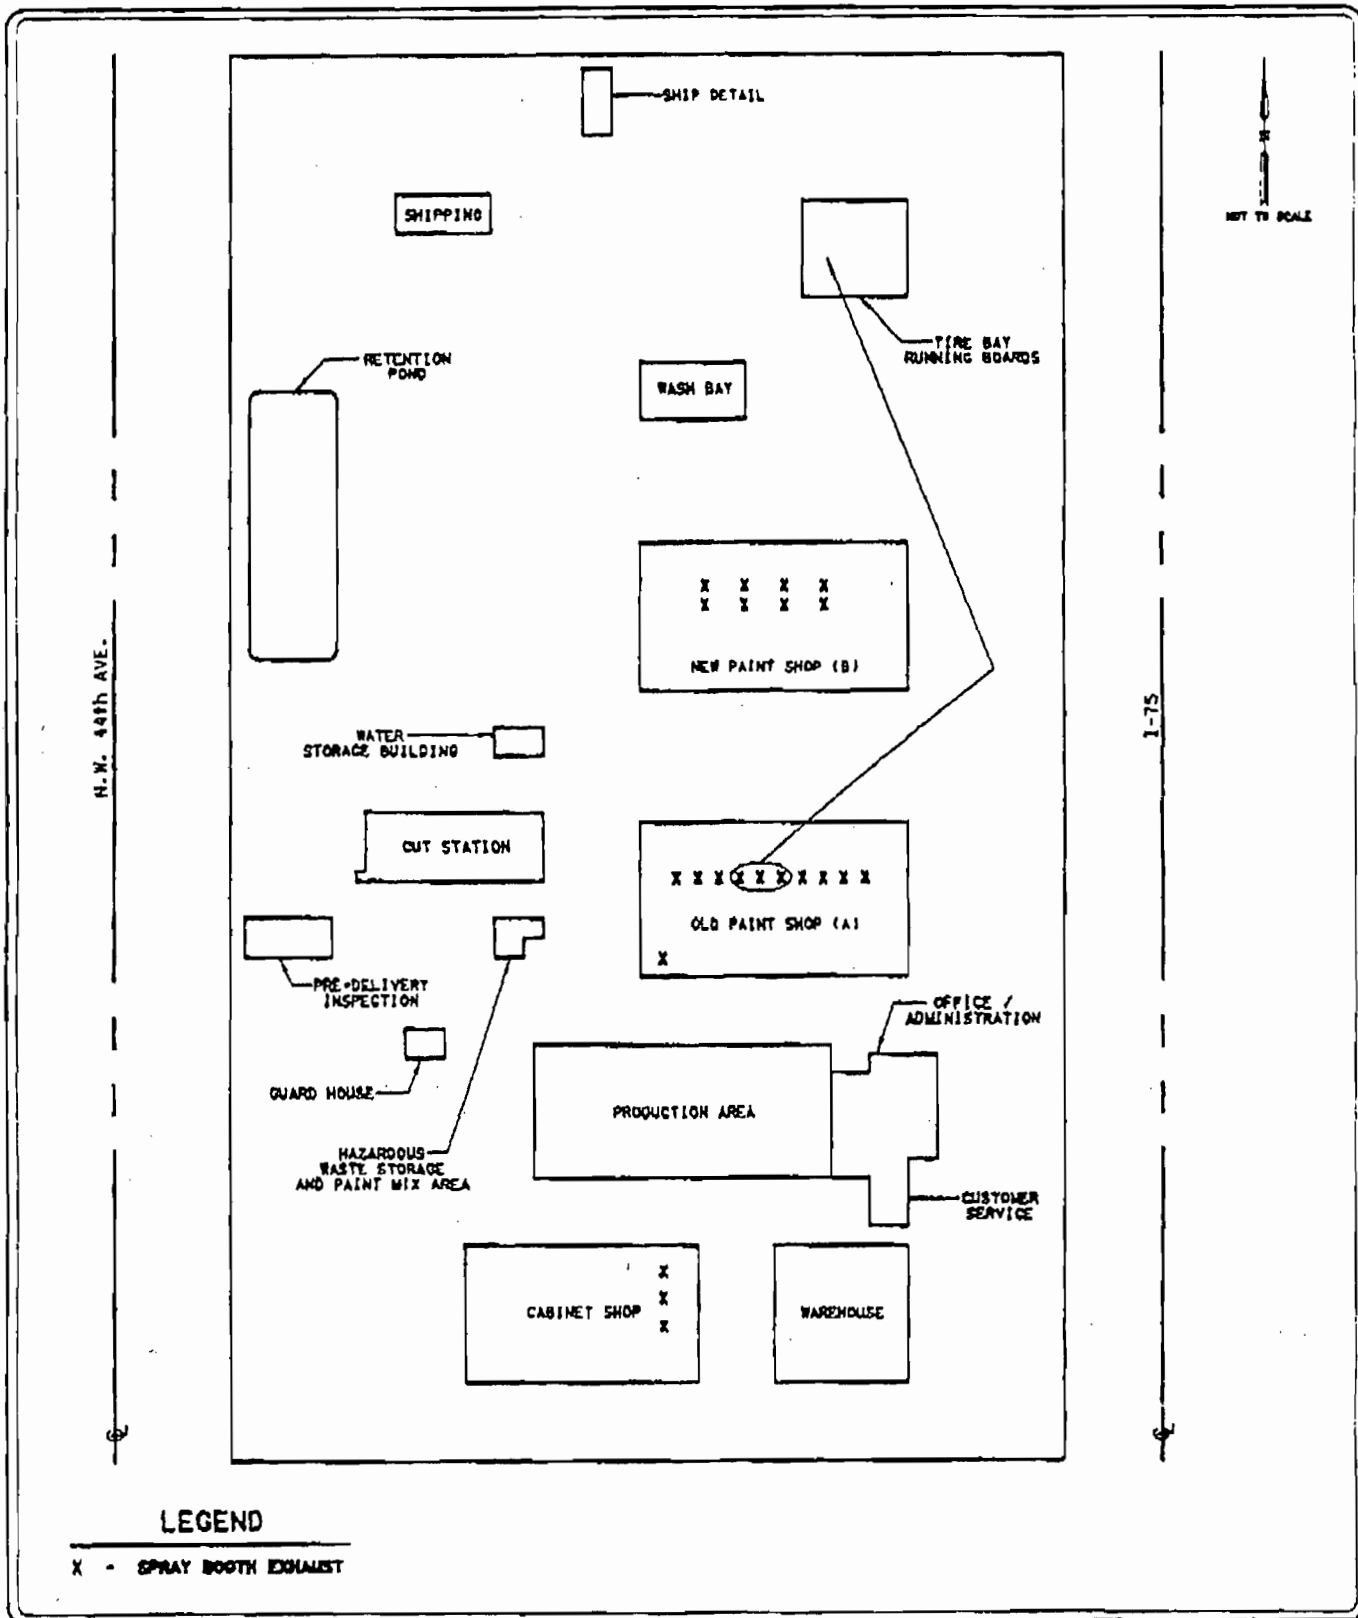 SHIP DETAIL
SHIPPING
N
NOT TO SCALE
TIRE BAY
RUNNING BOARDS
RETENTION
POND
WASH BAY
X X X X
X X X X
NEW PAINT SHOP (B)
N.W. 44th AVE.
I-75
WATER
STORAGE BUILDING
CUT STATION
X X X X X X X X X X
OLD PAINT SHOP (A)
X
PRE-DELIVERY
INSPECTION
OFFICE /
ADMINISTRATION
GUARD HOUSE
PRODUCTION AREA
HAZARDOUS
WASTE STORAGE
AND PAINT MIX AREA
CUSTOMER
SERVICE
X
X
CABINET SHOP
X
WAREHOUSE
LEGEND
X - SPRAY BOOTH EXHAUST